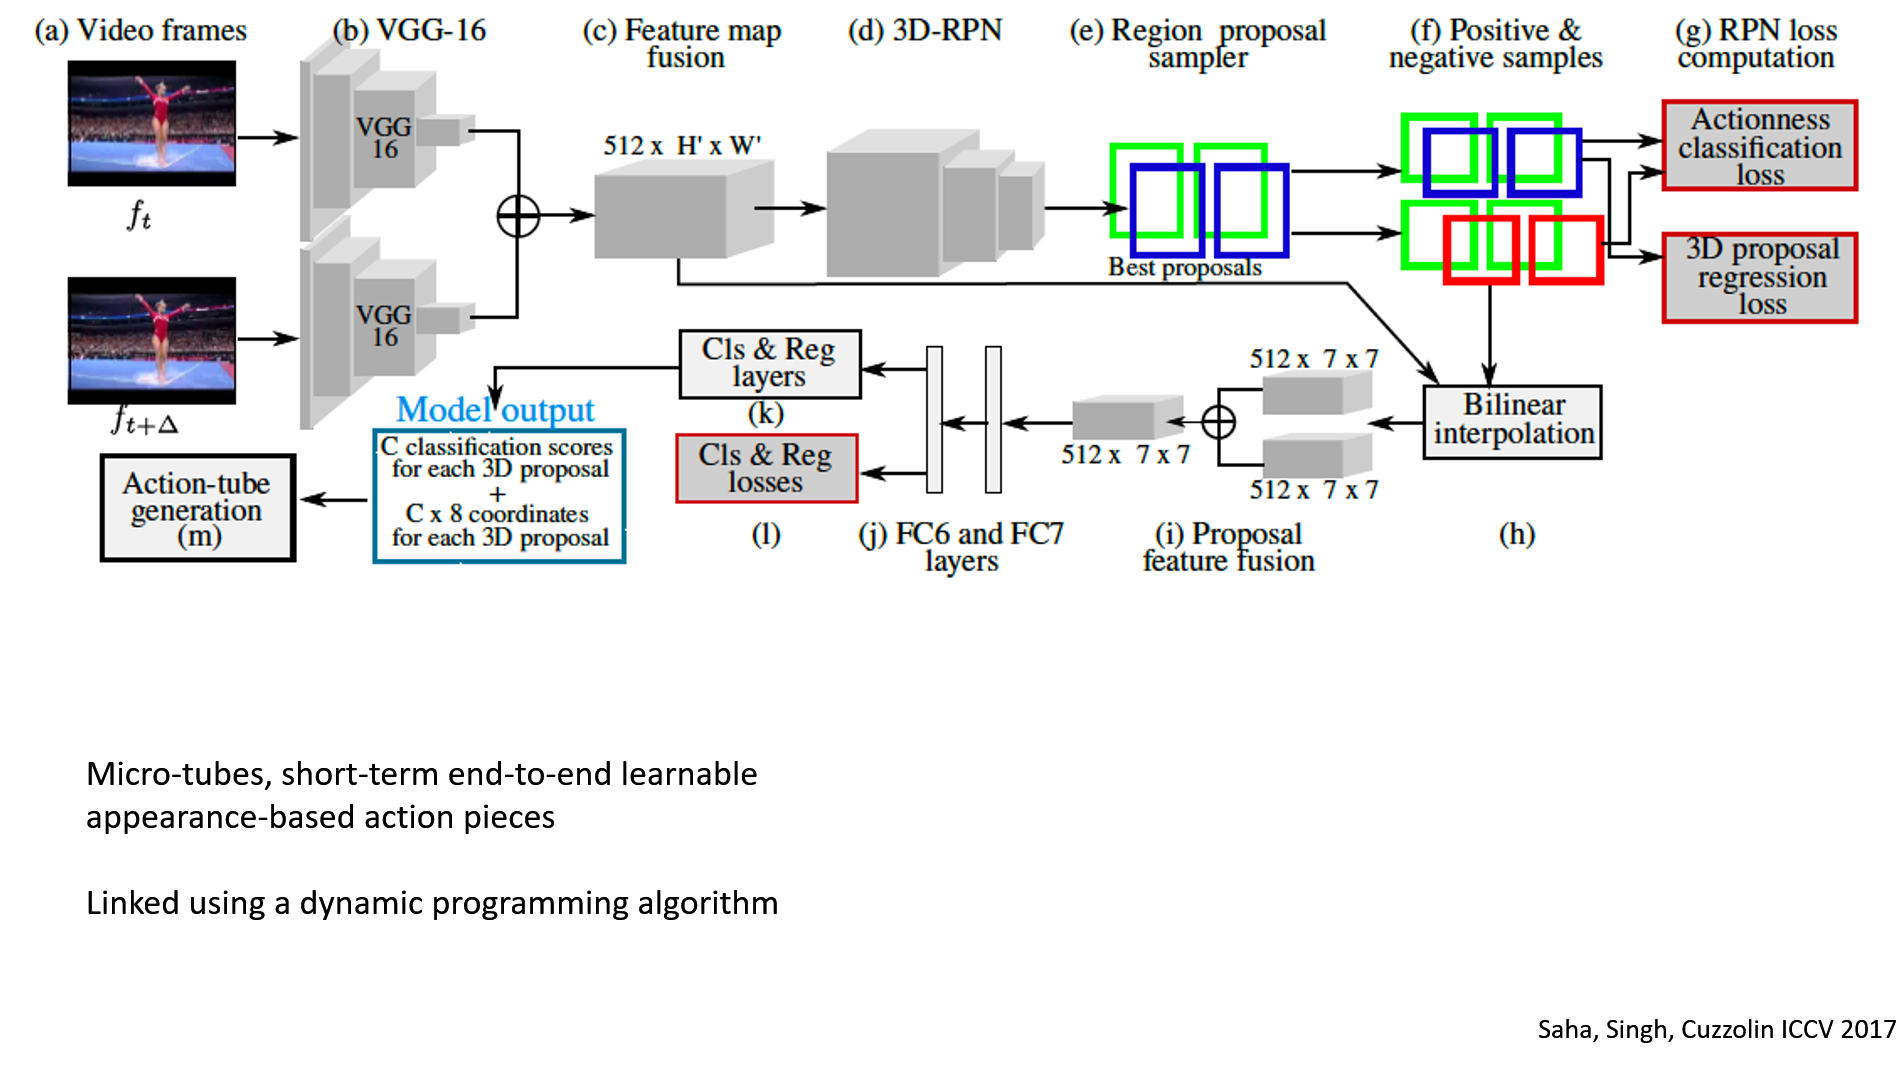 (a) Video frames
(b) VGG-16
(c) Feature map
fusion
(d) 3D-RPN
(e) Region proposal
sampler
(f) Positive &
negative samples
(g) RPN loss
computation
VGG
16
f_t
VGG
16
f_{t+Δ}
512 x H' x W'
Best proposals
Actionness
classification
loss
3D proposal
regression
loss
Bilinear
interpolation
(h)
512 x 7 x 7
512 x 7 x 7
512 x 7 x 7
(i) Proposal
feature fusion
(j) FC6 and FC7
layers
Cls & Reg
layers
(k)
Cls & Reg
losses
(l)
Model output
C classification scores
for each 3D proposal
+
C x 8 coordinates
for each 3D proposal
Action-tube
generation
(m)
Micro-tubes, short-term end-to-end learnable
appearance-based action pieces
Linked using a dynamic programming algorithm
Saha, Singh, Cuzzolin ICCV 2017